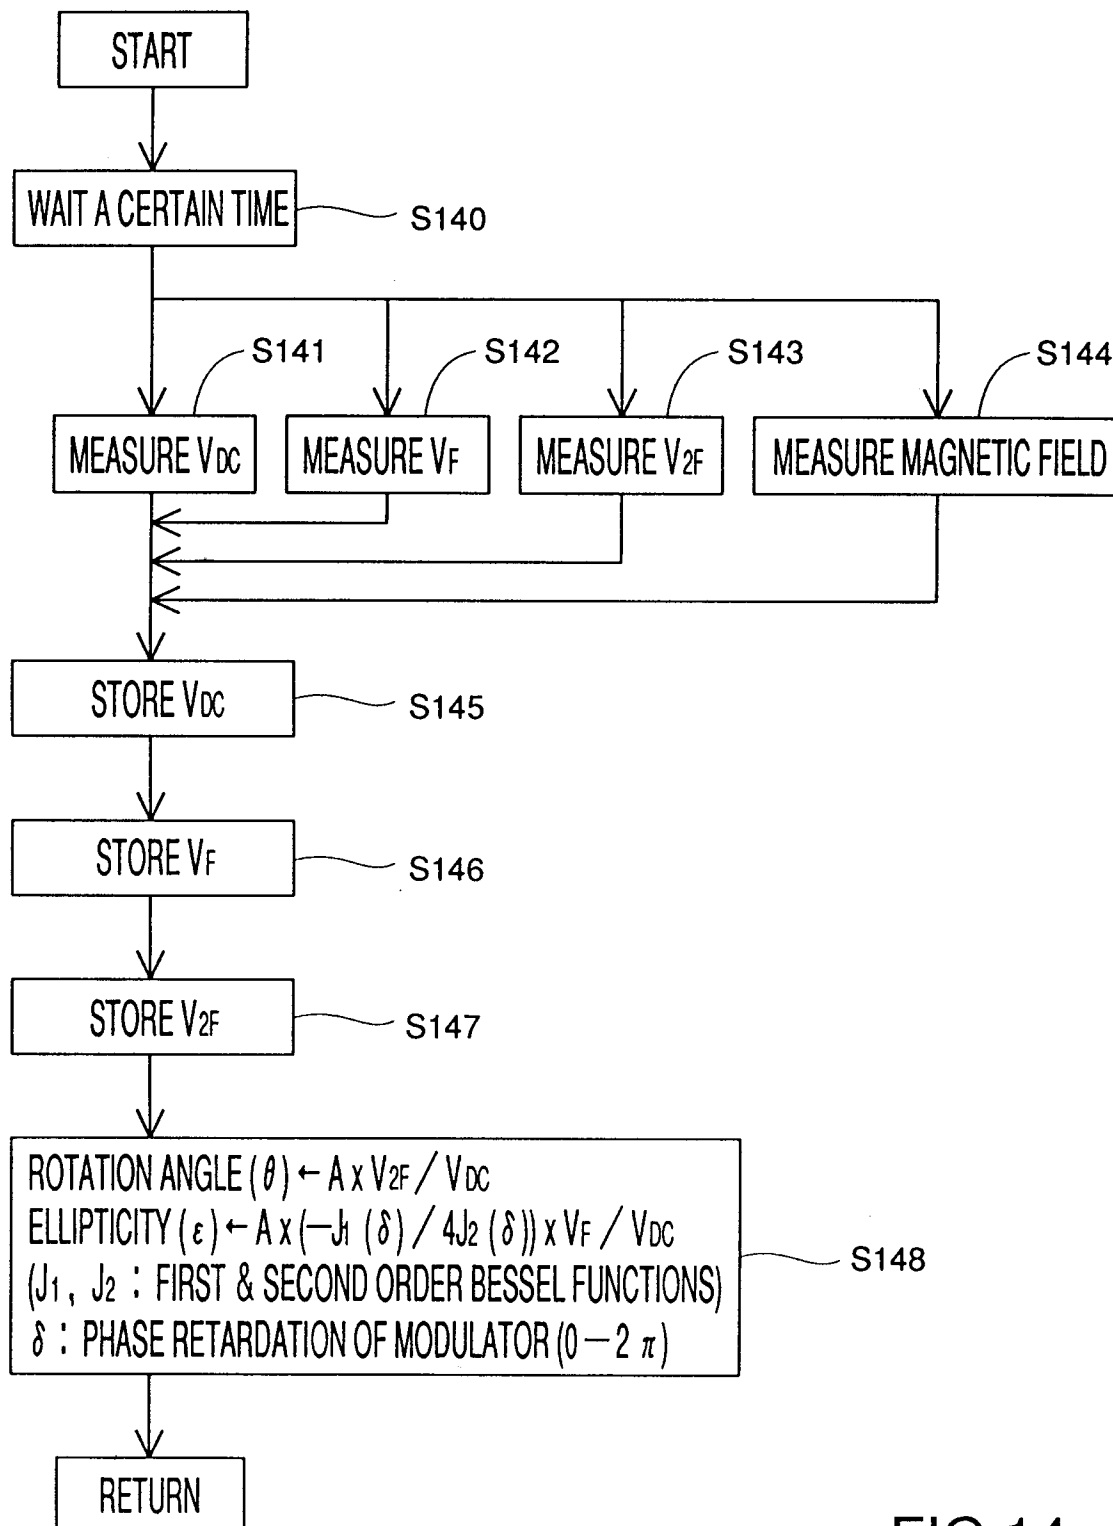 START
WAIT A CERTAIN TIME
S140
S141
S142
S143
S144
MEASURE VDC
MEASURE VF
MEASURE V2F
MEASURE MAGNETIC FIELD
STORE VDC
S145
STORE VF
S146
STORE V2F
S147
ROTATION ANGLE (θ) ← A x V2F / VDC
ELLIPTICITY (ε) ← A x (−J1 (δ) / 4J2 (δ)) x VF / VDC
(J1 , J2 : FIRST & SECOND ORDER BESSEL FUNCTIONS)
δ : PHASE RETARDATION OF MODULATOR (0 − 2 π)
S148
RETURN
FIG.14